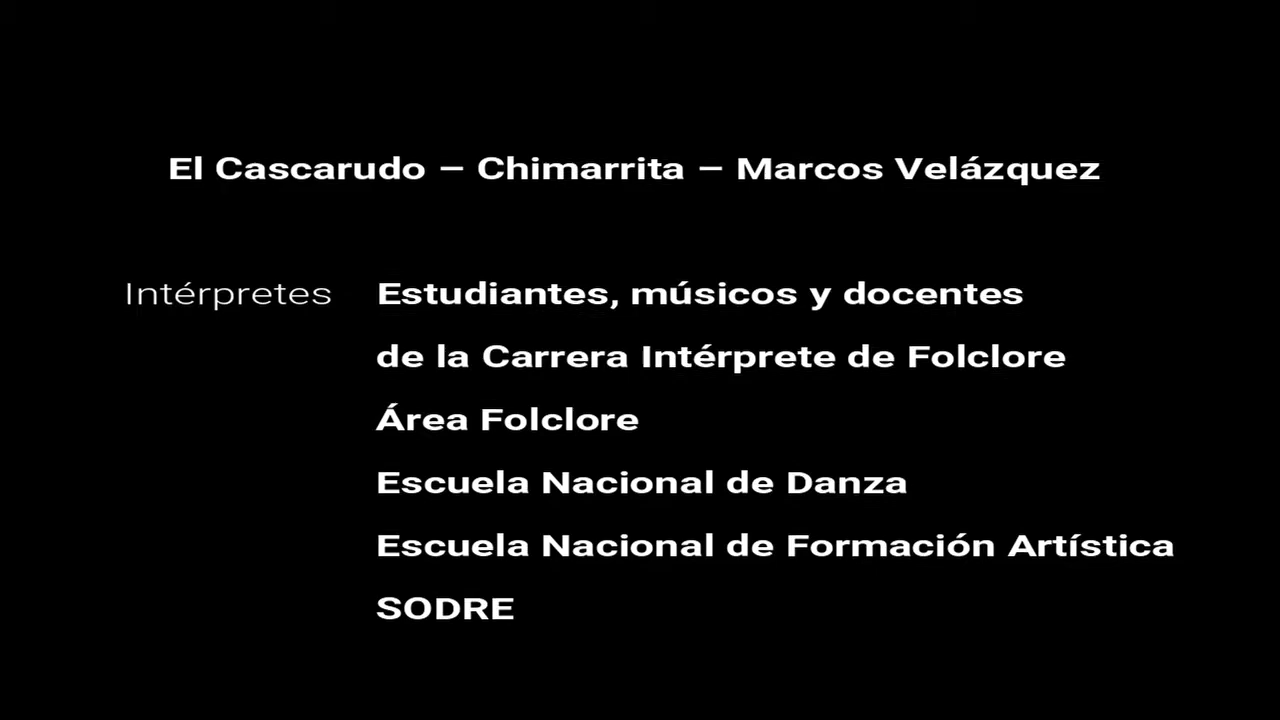 El Cascarudo – Chimarrita – Marcos Velázquez
Intérpretes Estudiantes, músicos y docentes
de la Carrera Intérprete de Folclore
Área Folclore
Escuela Nacional de Danza
Escuela Nacional de Formación Artística
SODRE